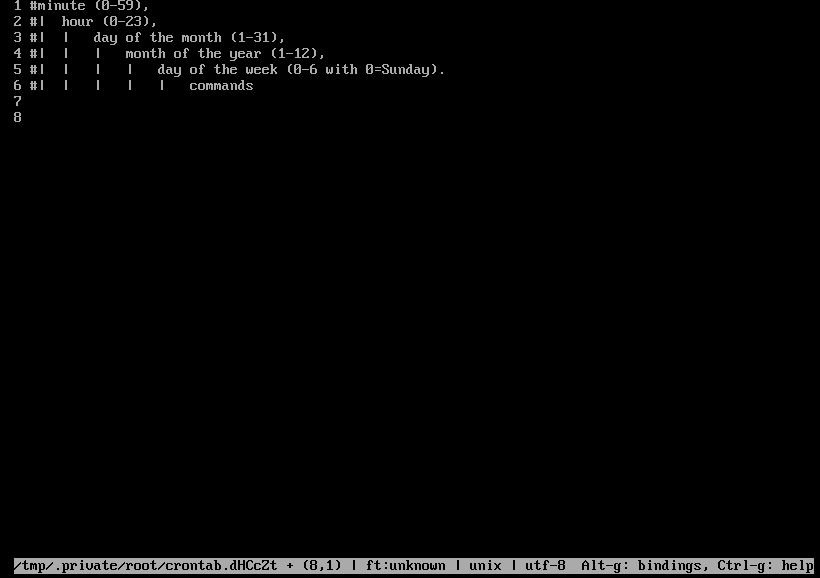 1 #minute (0-59),
2 #|  hour (0-23),
3 #|  |   day of the month (1-31),
4 #|  |   |   month of the year (1-12),
5 #|  |   |   |   day of the week (0-6 with 0=Sunday).
6 #|  |   |   |   |   commands
7
8
/tmp/.private/root/crontab.dHCcZt + (8,1) | ft:unknown | unix | utf-8  Alt-g: bindings, Ctrl-g: help